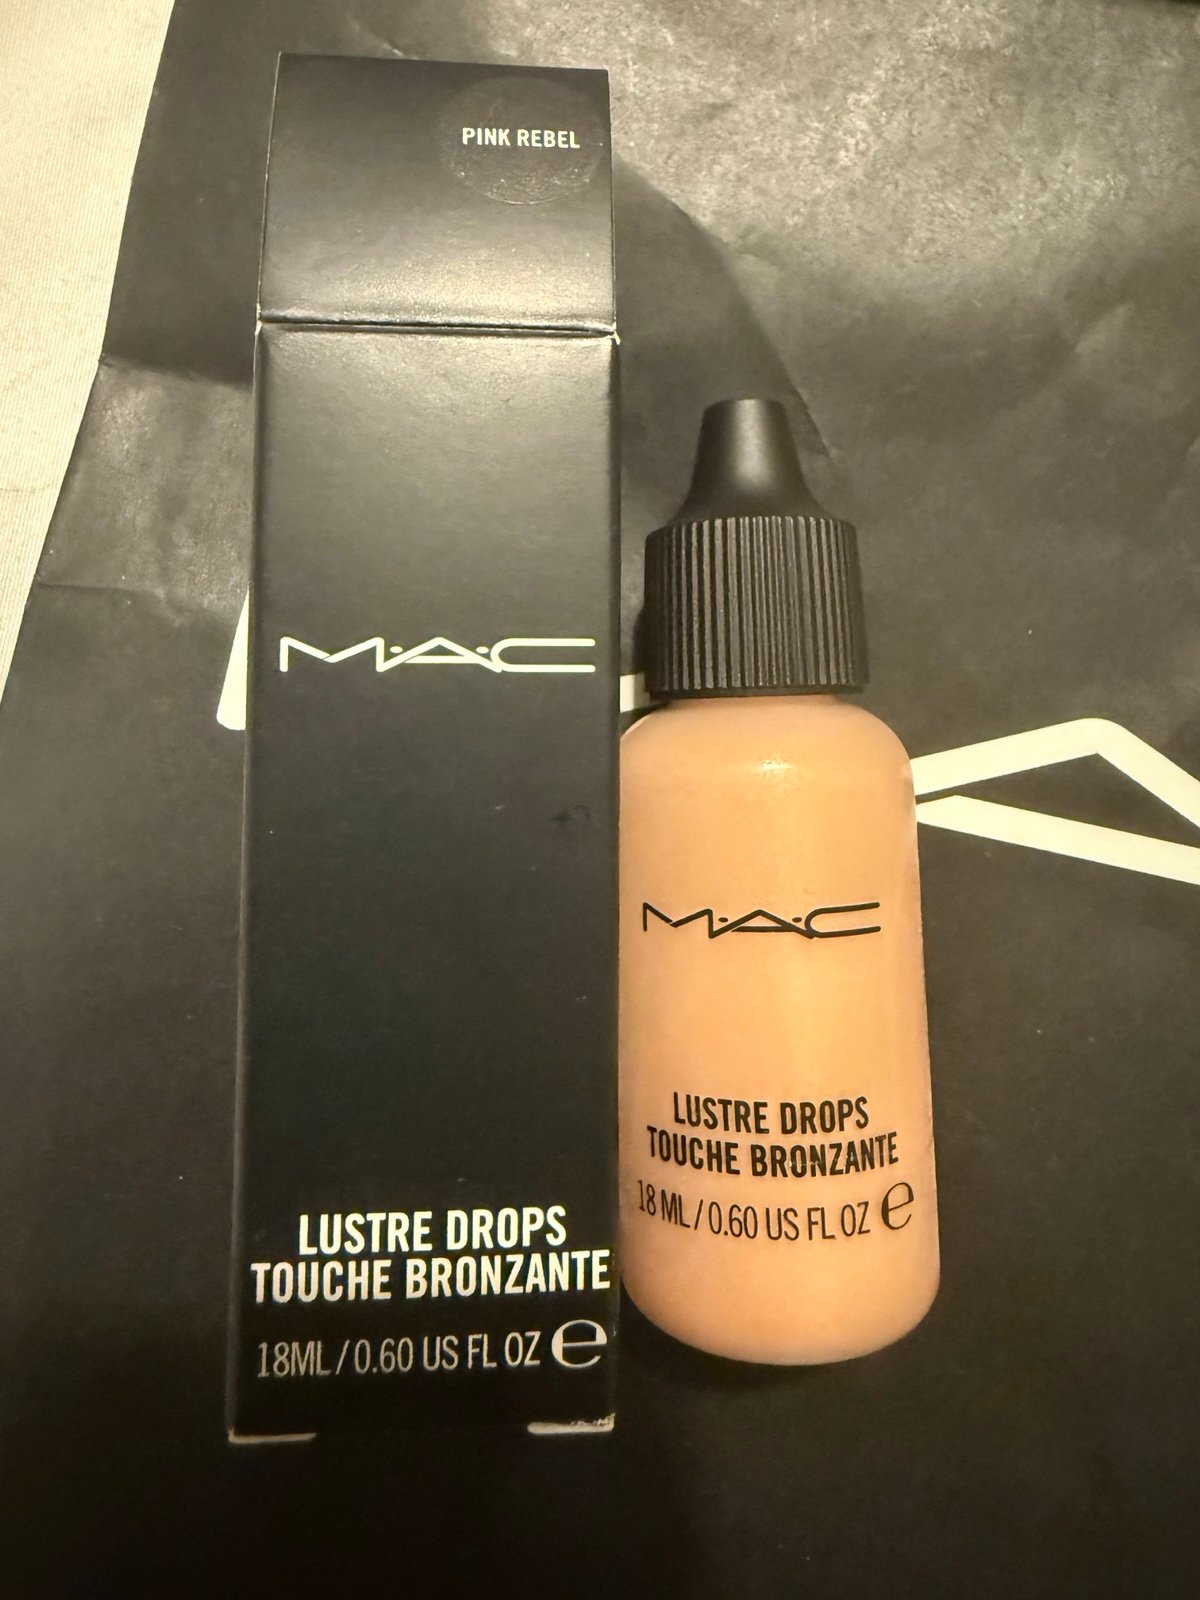 PINK REBEL
M·A·C
LUSTRE DROPS
TOUCHE BRONZANTE
18ML / 0.60 US FL OZ e
M·A·C
LUSTRE DROPS
TOUCHE BRONZANTE
18 ML / 0.60 US FL OZ e